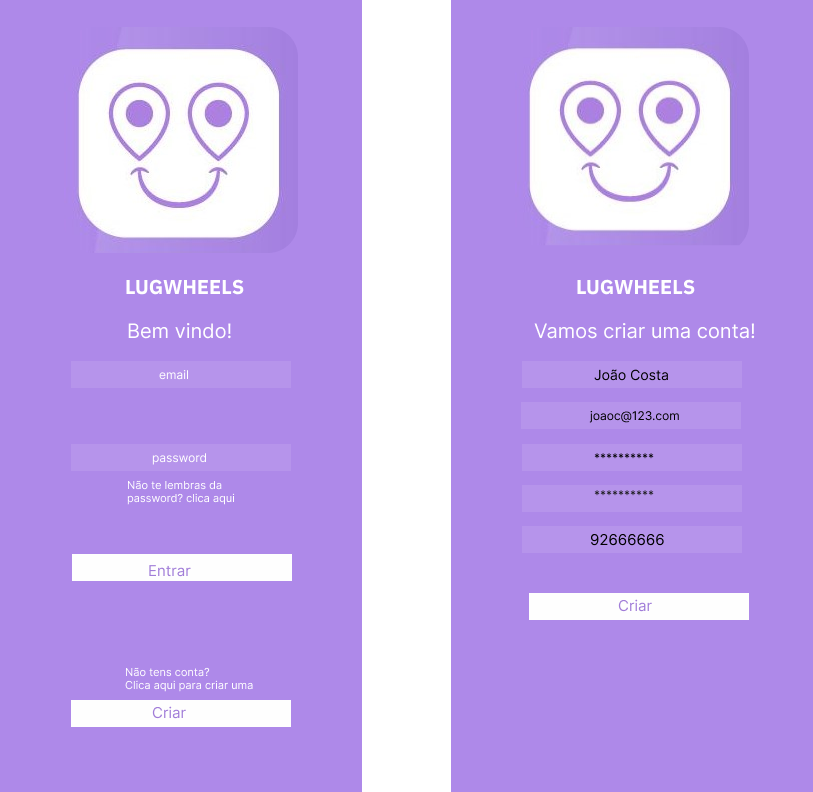 LUGWHEELS
Bem vindo!
email
password
Não te lembras da
password? clica aqui
Entrar
Não tens conta?
Clica aqui para criar uma
Criar
LUGWHEELS
Vamos criar uma conta!
João Costa
joaoc@123.com
**********
**********
92666666
Criar